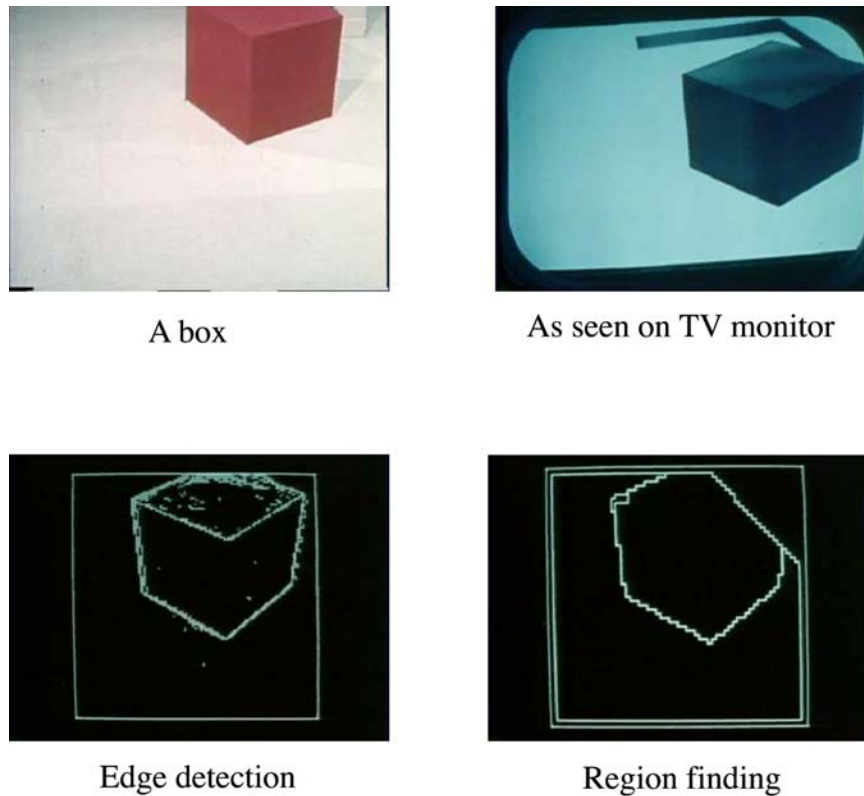 A box
As seen on TV monitor
Edge detection
Region finding